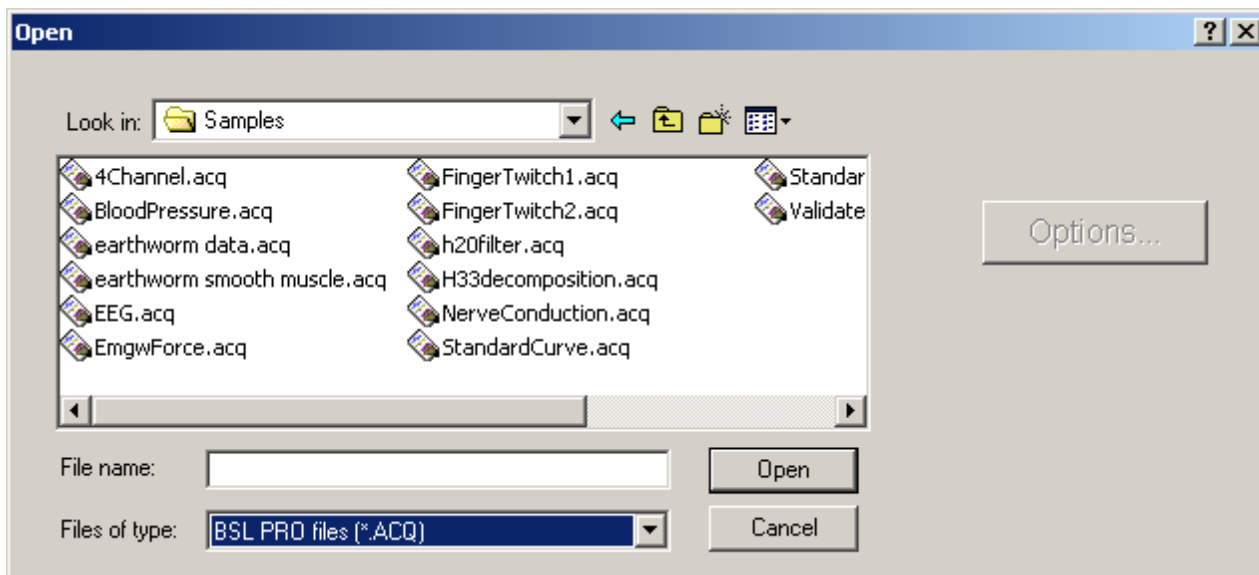 Open
Look in: Samples
4Channel.acq FingerTwitch1.acq Standar
BloodPressure.acq FingerTwitch2.acq Validate
earthworm data.acq h20filter.acq
earthworm smooth muscle.acq H33decomposition.acq
EEG.acq NerveConduction.acq
EmgwForce.acq StandardCurve.acq
Options...
File name: Open
Files of type: BSL PRO files (*.ACQ) Cancel